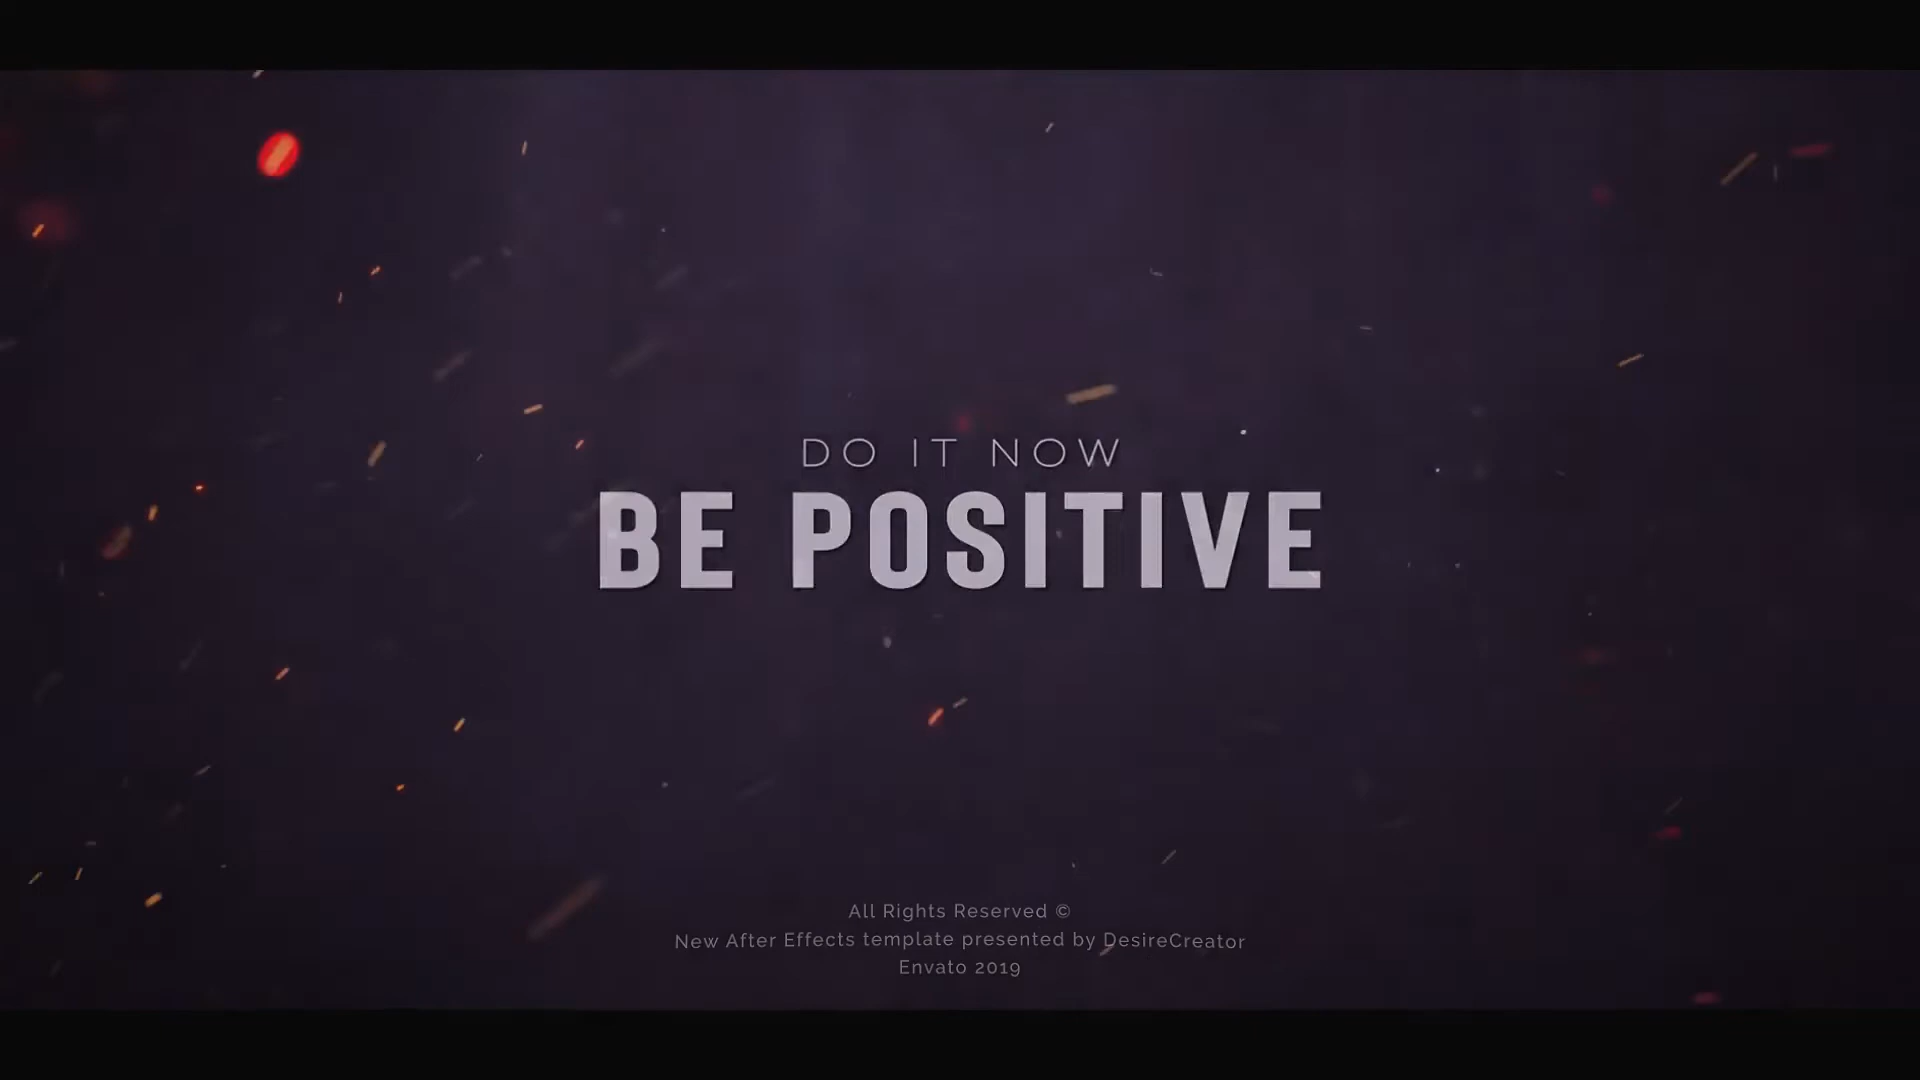 DO IT NOW
BE POSITIVE
All Rights Reserved ©
New After Effects template presented by DesireCreator
Envato 2019